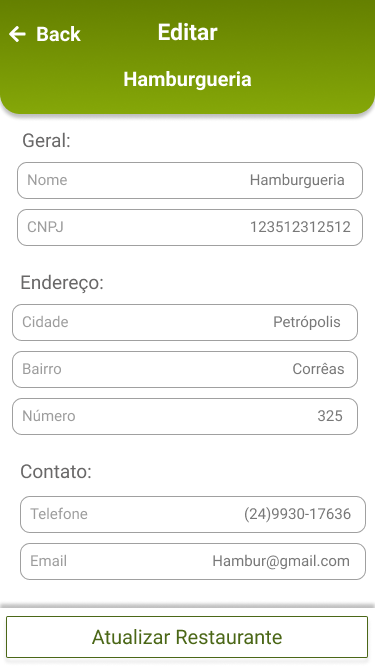 Back
Editar
Hamburgueria
Geral:
Nome Hamburgueria
CNPJ 123512312512
Endereço:
Cidade Petrópolis
Bairro Corrêas
Número 325
Contato:
Telefone (24)9930-17636
Email Hambur@gmail.com
Atualizar Restaurante